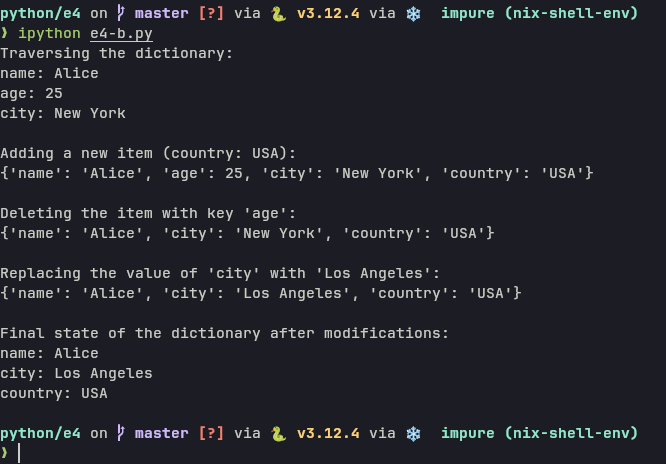 python/e4 on  master [?] via 🐍 v3.12.4 via ❄️ impure (nix-shell-env)
❱ ipython e4-b.py
Traversing the dictionary:
name: Alice
age: 25
city: New York
Adding a new item (country: USA):
{'name': 'Alice', 'age': 25, 'city': 'New York', 'country': 'USA'}
Deleting the item with key 'age':
{'name': 'Alice', 'city': 'New York', 'country': 'USA'}
Replacing the value of 'city' with 'Los Angeles':
{'name': 'Alice', 'city': 'Los Angeles', 'country': 'USA'}
Final state of the dictionary after modifications:
name: Alice
city: Los Angeles
country: USA
python/e4 on  master [?] via 🐍 v3.12.4 via ❄️ impure (nix-shell-env)
❱